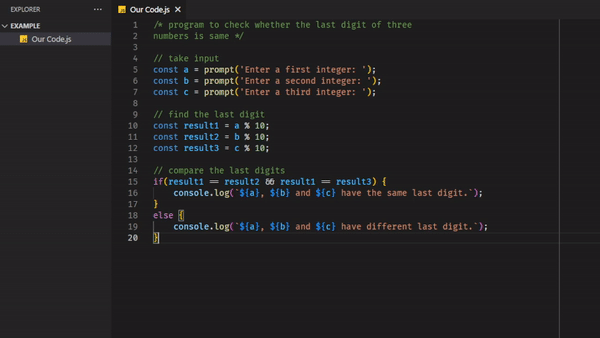 EXPLORER
EXAMPLE
Our Code.js
Our Code.js
1 /* program to check whether the last digit of three
2 numbers is same */
3
4 // take input
5 const a = prompt('Enter a first integer: ');
6 const b = prompt('Enter a second integer: ');
7 const c = prompt('Enter a third integer: ');
8
9 // find the last digit
10 const result1 = a % 10;
11 const result2 = b % 10;
12 const result3 = c % 10;
13
14 // compare the last digits
15 if(result1 == result2 && result1 == result3) {
16 console.log(`${a}, ${b} and ${c} have the same last digit.`);
17 }
18 else {
19 console.log(`${a}, ${b} and ${c} have different last digit.`);
20 }